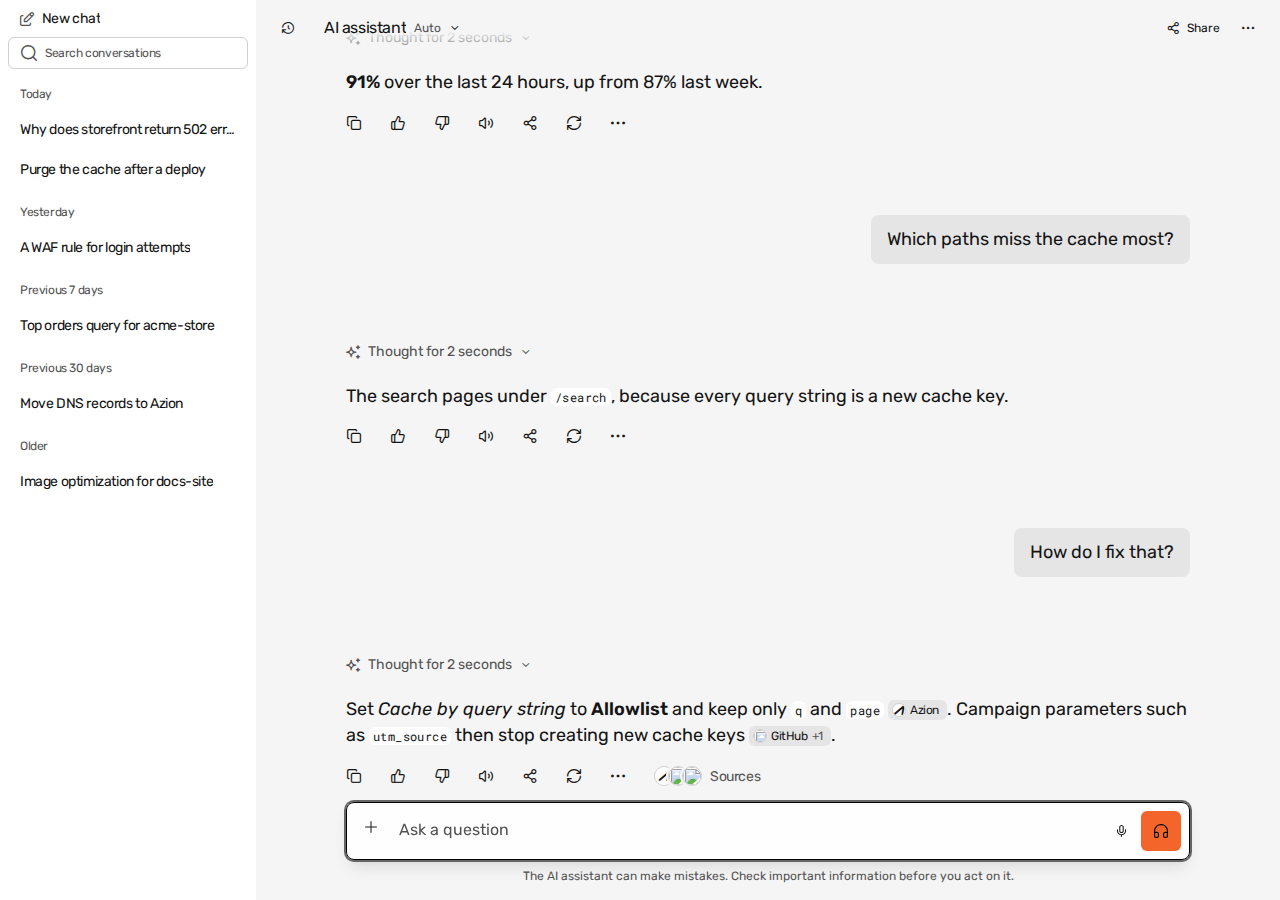 New chat
Search conversations
Today
Why does storefront return 502 err...
Purge the cache after a deploy
Yesterday
A WAF rule for login attempts
Previous 7 days
Top orders query for acme-store
Previous 30 days
Move DNS records to Azion
Older
Image optimization for docs-site
AI assistant Auto
Share
Thought for 2 seconds
91% over the last 24 hours, up from 87% last week.
Which paths miss the cache most?
Thought for 2 seconds
The search pages under /search, because every query string is a new cache key.
How do I fix that?
Thought for 2 seconds
Set Cache by query string to Allowlist and keep only q and page Azion. Campaign parameters such
as utm_source then stop creating new cache keys GitHub +1.
Sources
Ask a question
The AI assistant can make mistakes. Check important information before you act on it.